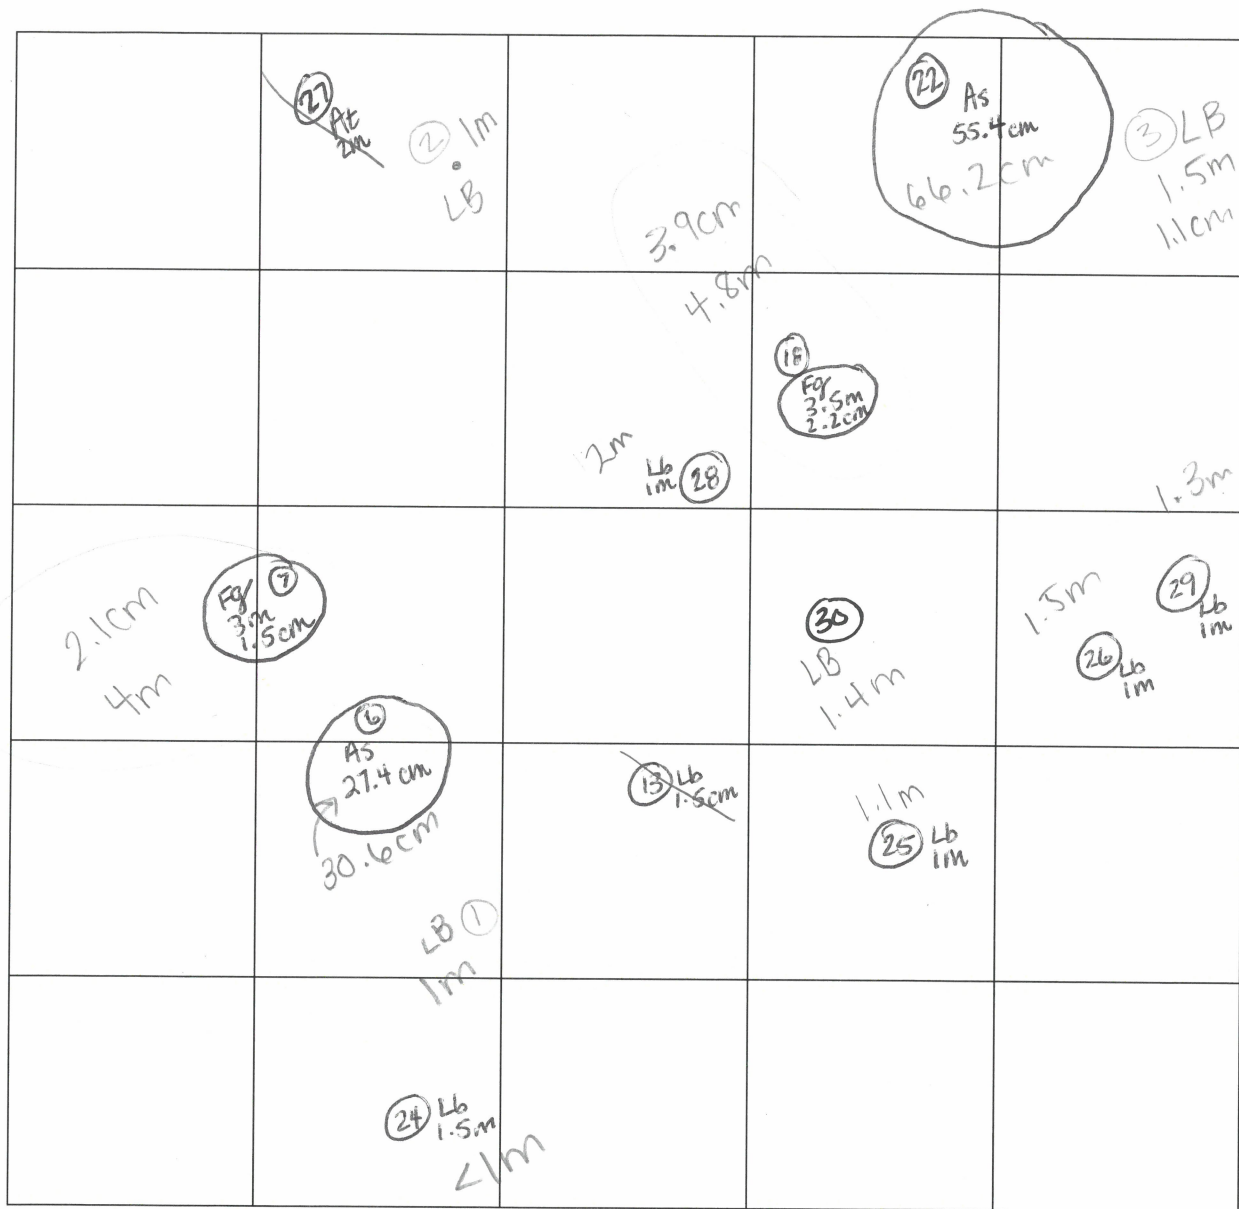 27
At
2m
2 1m
LB
22
As
55.4cm
66.2cm
3 LB
1.5m
1.1cm
3.9cm
4.8m
18
Fg
3.5m
2.2cm
2m
Lb
1m 28
1.3m
7
Fg
3m
1.5cm
2.1cm
4m
30
LB
1.4m
1.5m
29
Lb
1m
26
Lb
1m
6
As
27.4cm
30.6cm
13 Lb
1.5cm
1.1m
25 Lb
1m
LB 1
1m
24 Lb
1.5m
<1m